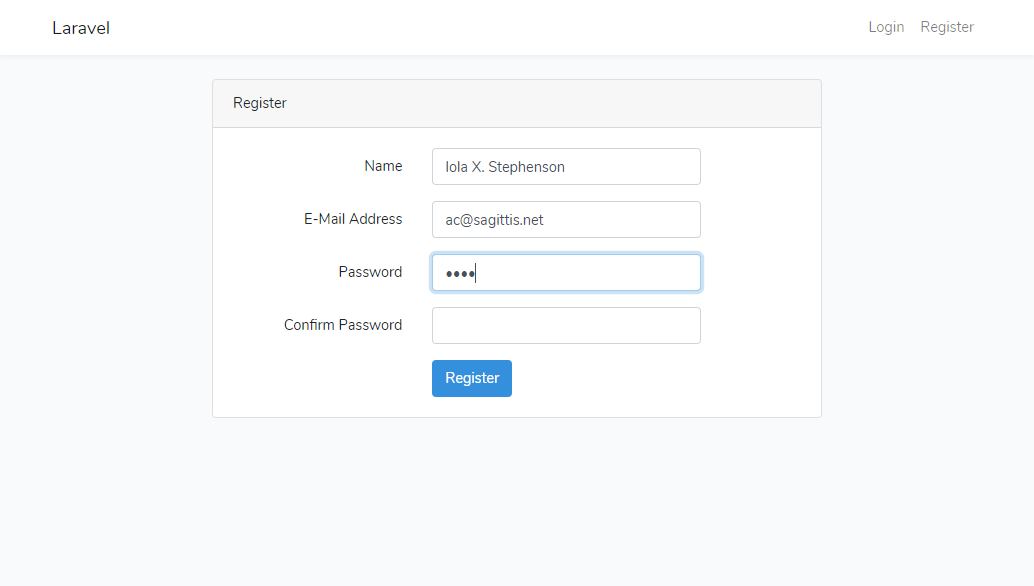 Laravel
Login Register
Register
Name Iola X. Stephenson
E-Mail Address ac@sagittis.net
Password ••••
Confirm Password
Register